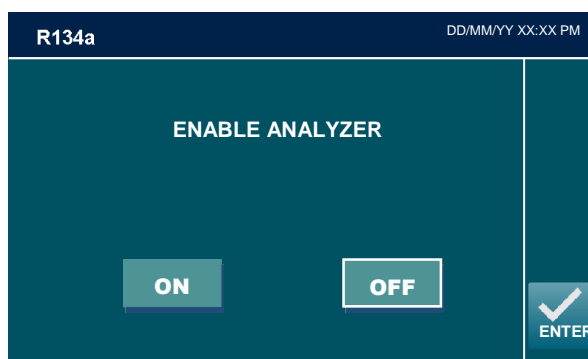 R134a
DD/MM/YY XX:XX PM
ENABLE ANALYZER
ON
OFF
ENTER